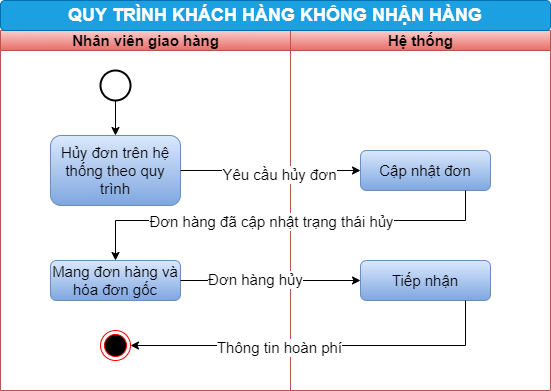 QUY TRÌNH KHÁCH HÀNG KHÔNG NHẬN HÀNG
Nhân viên giao hàng
Hệ thống
Hủy đơn trên hệ
thống theo quy
trình
Yêu cầu hủy đơn
Cập nhật đơn
Đơn hàng đã cập nhật trạng thái hủy
Mang đơn hàng và
hóa đơn gốc
Đơn hàng hủy
Tiếp nhận
Thông tin hoàn phí